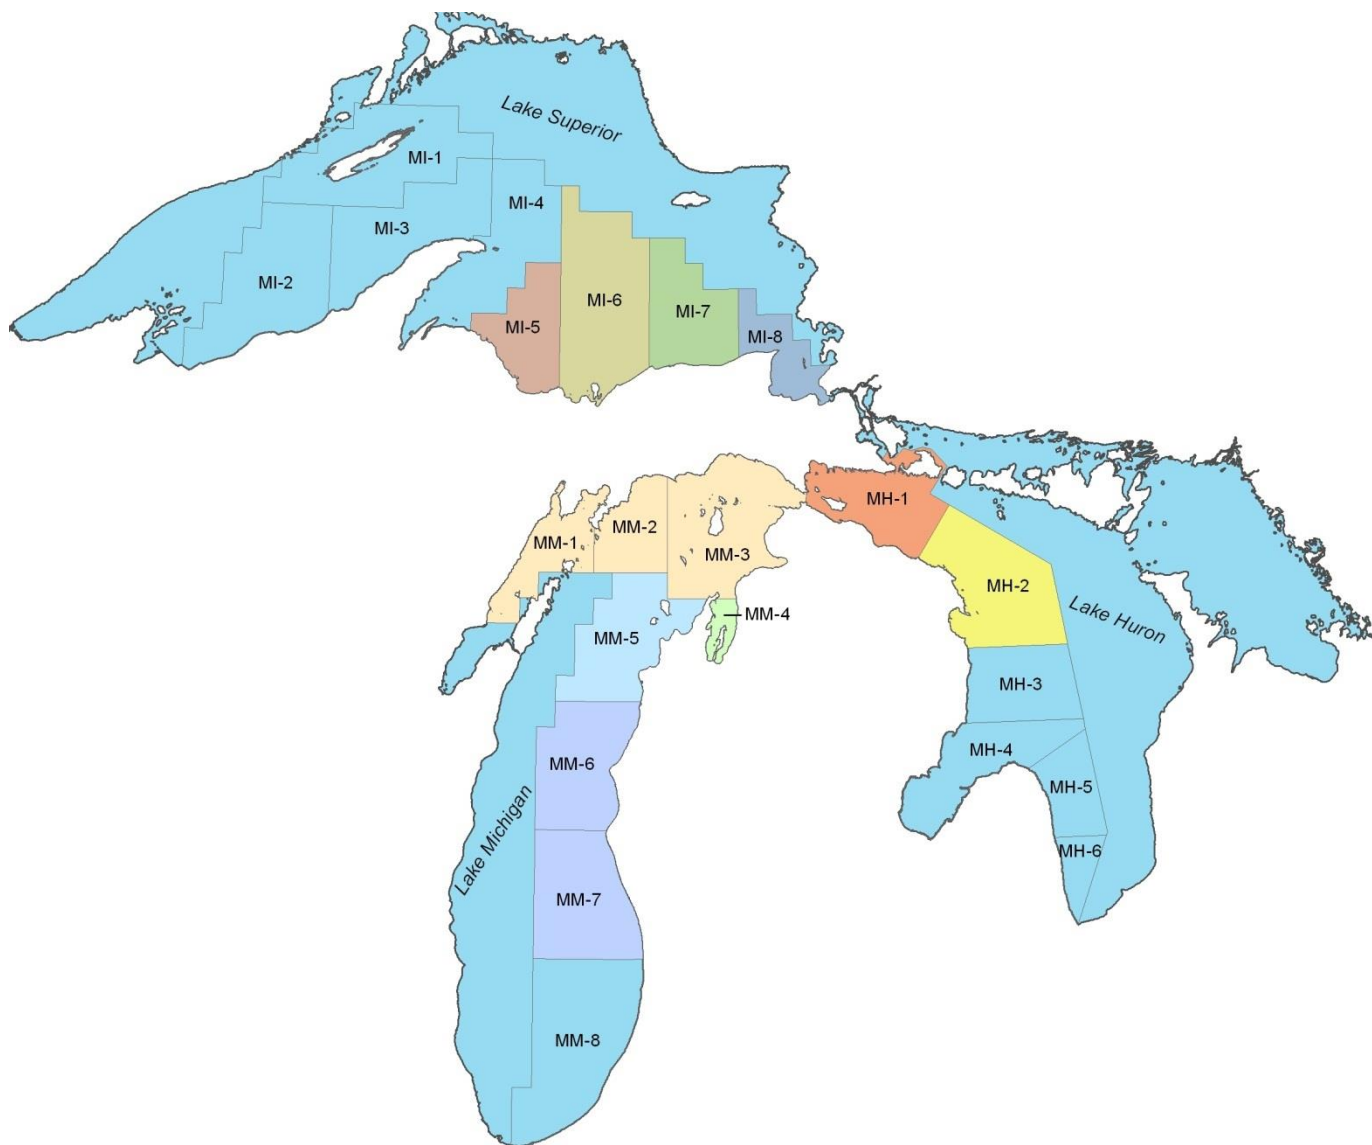 Lake Superior
MI-1
MI-4
MI-3
MI-2
MI-6
MI-7
MI-5
MI-8
MH-1
MM-2
MM-1
MM-3
MH-2
MM-4
Lake Huron
MM-5
MH-3
MH-4
MM-6
MH-5
Lake Michigan
MH-6
MM-7
MM-8